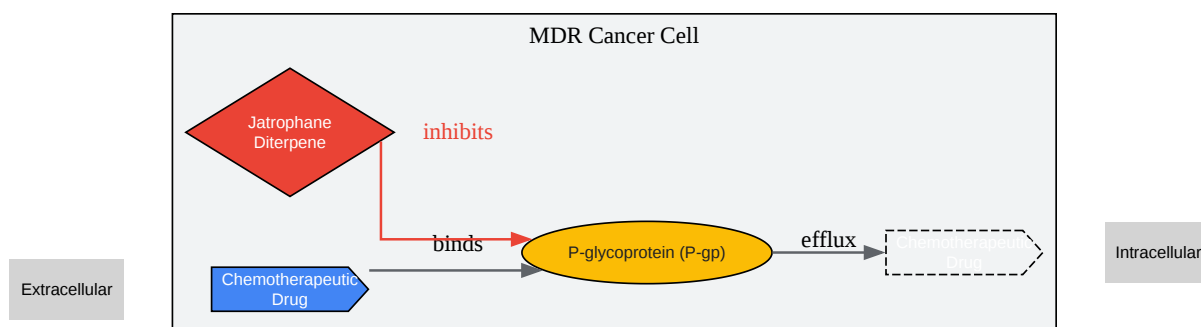 MDR Cancer Cell
Jatrophane
Diterpene
inhibits
binds
P-glycoprotein (P-gp)
efflux
Chemotherapeutic
Drug
Intracellular
Chemotherapeutic
Drug
Extracellular